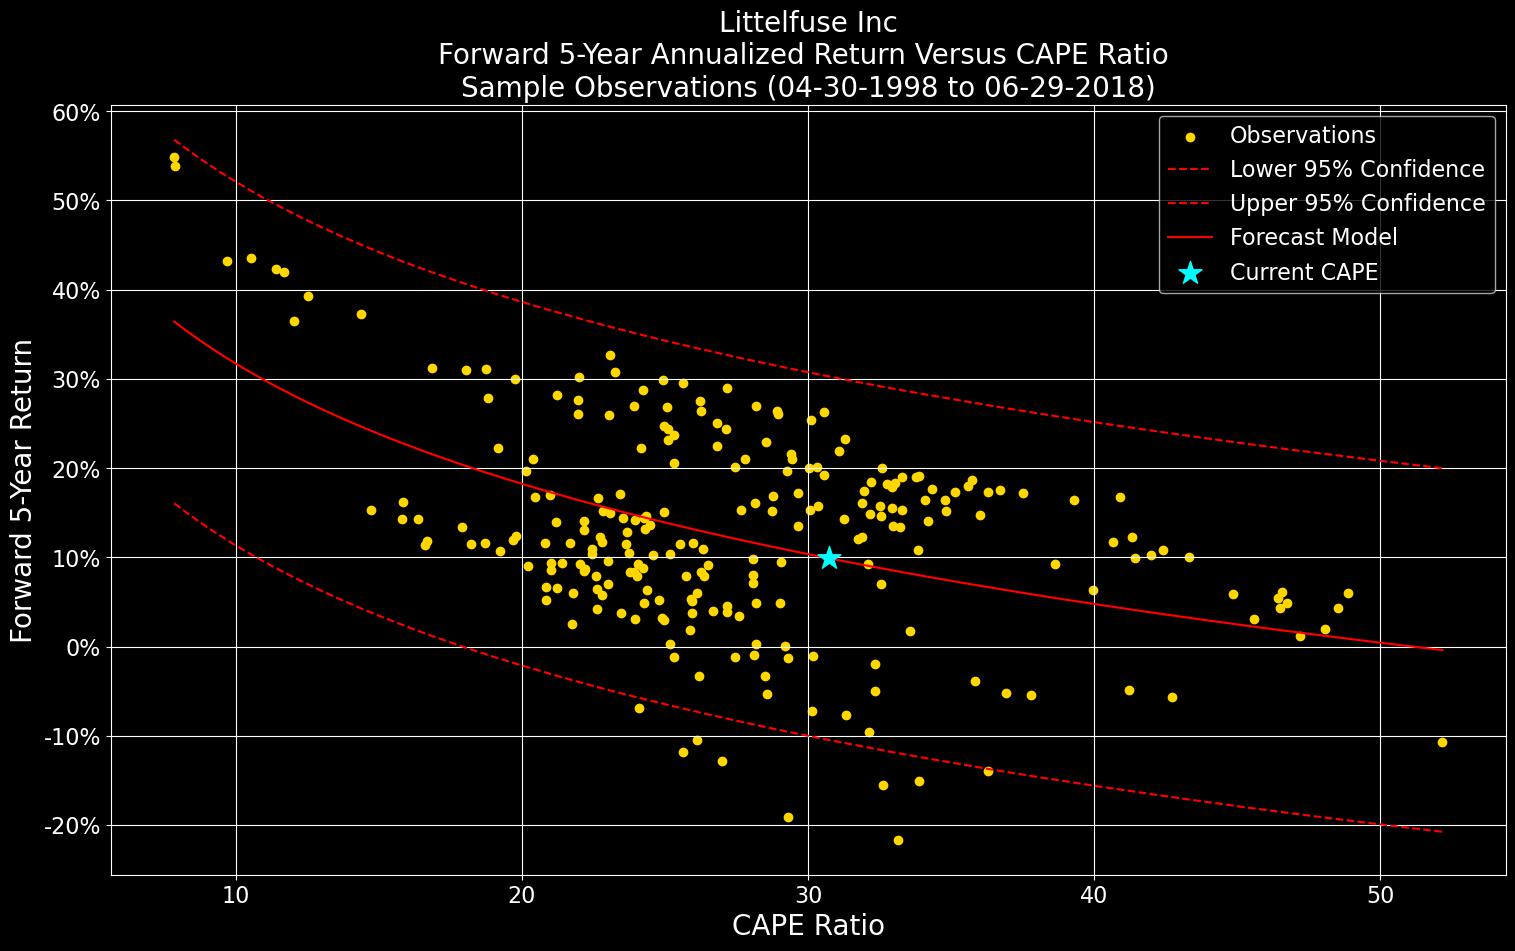 Littelfuse Inc
Forward 5-Year Annualized Return Versus CAPE Ratio
Sample Observations (04-30-1998 to 06-29-2018)
60%
50%
40%
30%
20%
10%
0%
-10%
-20%
Forward 5-Year Return
Observations
Lower 95% Confidence
Upper 95% Confidence
Forecast Model
Current CAPE
10
20
30
40
50
CAPE Ratio